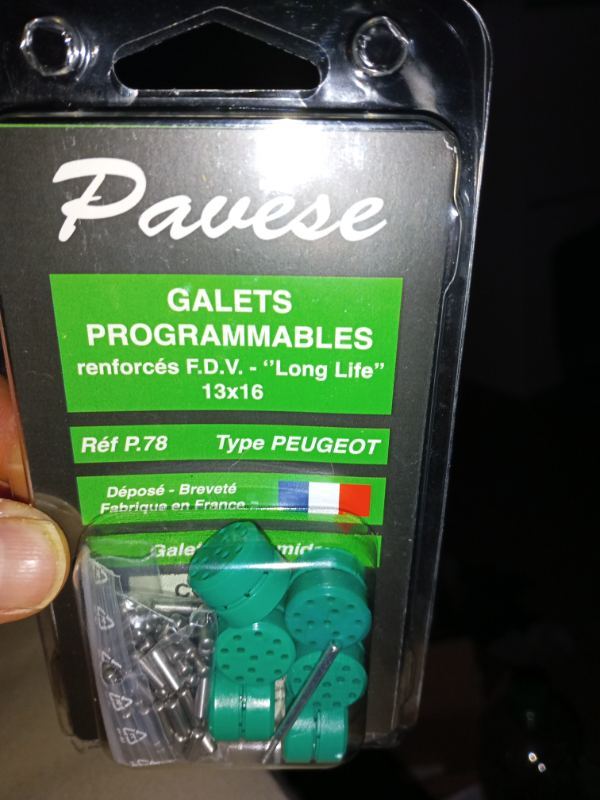 Pavese
GALETS
PROGRAMMABLES
renforcés F.D.V. - ‘’Long Life’’
13x16
Réf P.78 Type PEUGEOT
Déposé - Breveté
Fabrique en France